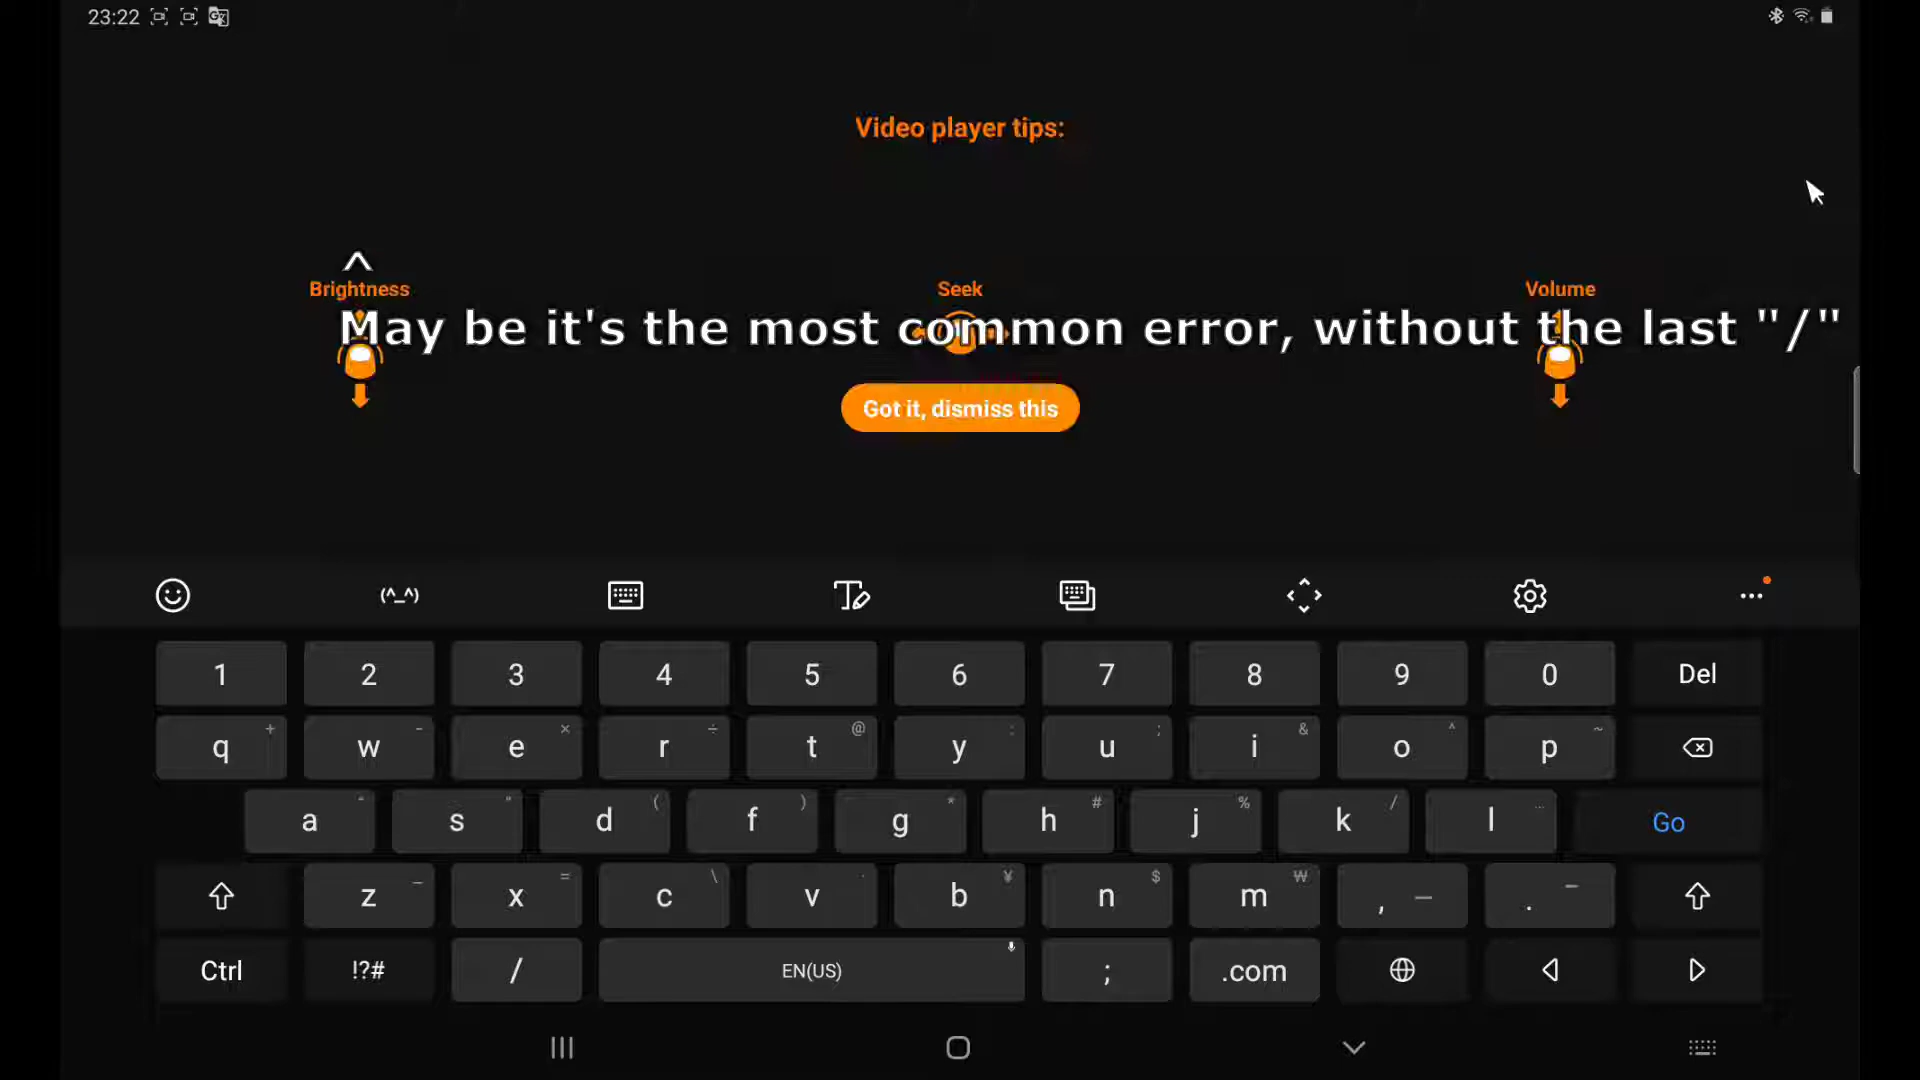 23:22
Video player tips:
Brightness
Seek
Volume
May be it's the most common error, without the last "/"
Got it, dismiss this
(^_^)
1 2 3 4 5 6 7 8 9 0 Del
q + w - e × r ÷ t @ y : u ; i & o ^ p ~
a s " d ( f ) g * h # j % k / l ... Go
z _ x = c \ v b ¥ n $ m ₩ , — .
Ctrl !?# / EN(US) ; .com